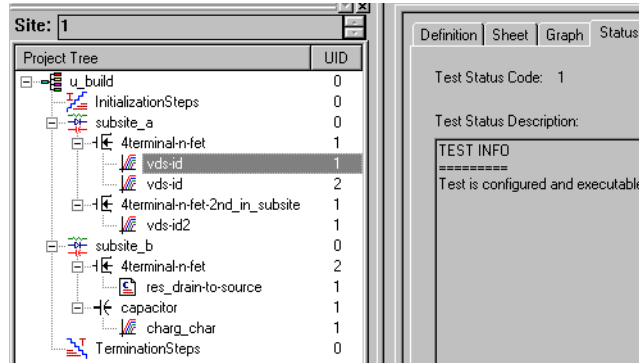 Site: 1
Project Tree UID
u_build 0
InitializationSteps 0
subsite_a 0
4terminal-n-fet 1
vds-id 1
vds-id 2
4terminal-n-fet-2nd_in_subsite 1
vds-id2 1
subsite_b 0
4terminal-n-fet 2
res_drain-to-source 1
capacitor 1
charg_char 1
TerminationSteps 0
Definition Sheet Graph Status
Test Status Code: 1
Test Status Description:
TEST INFO
=========
Test is configured and executable